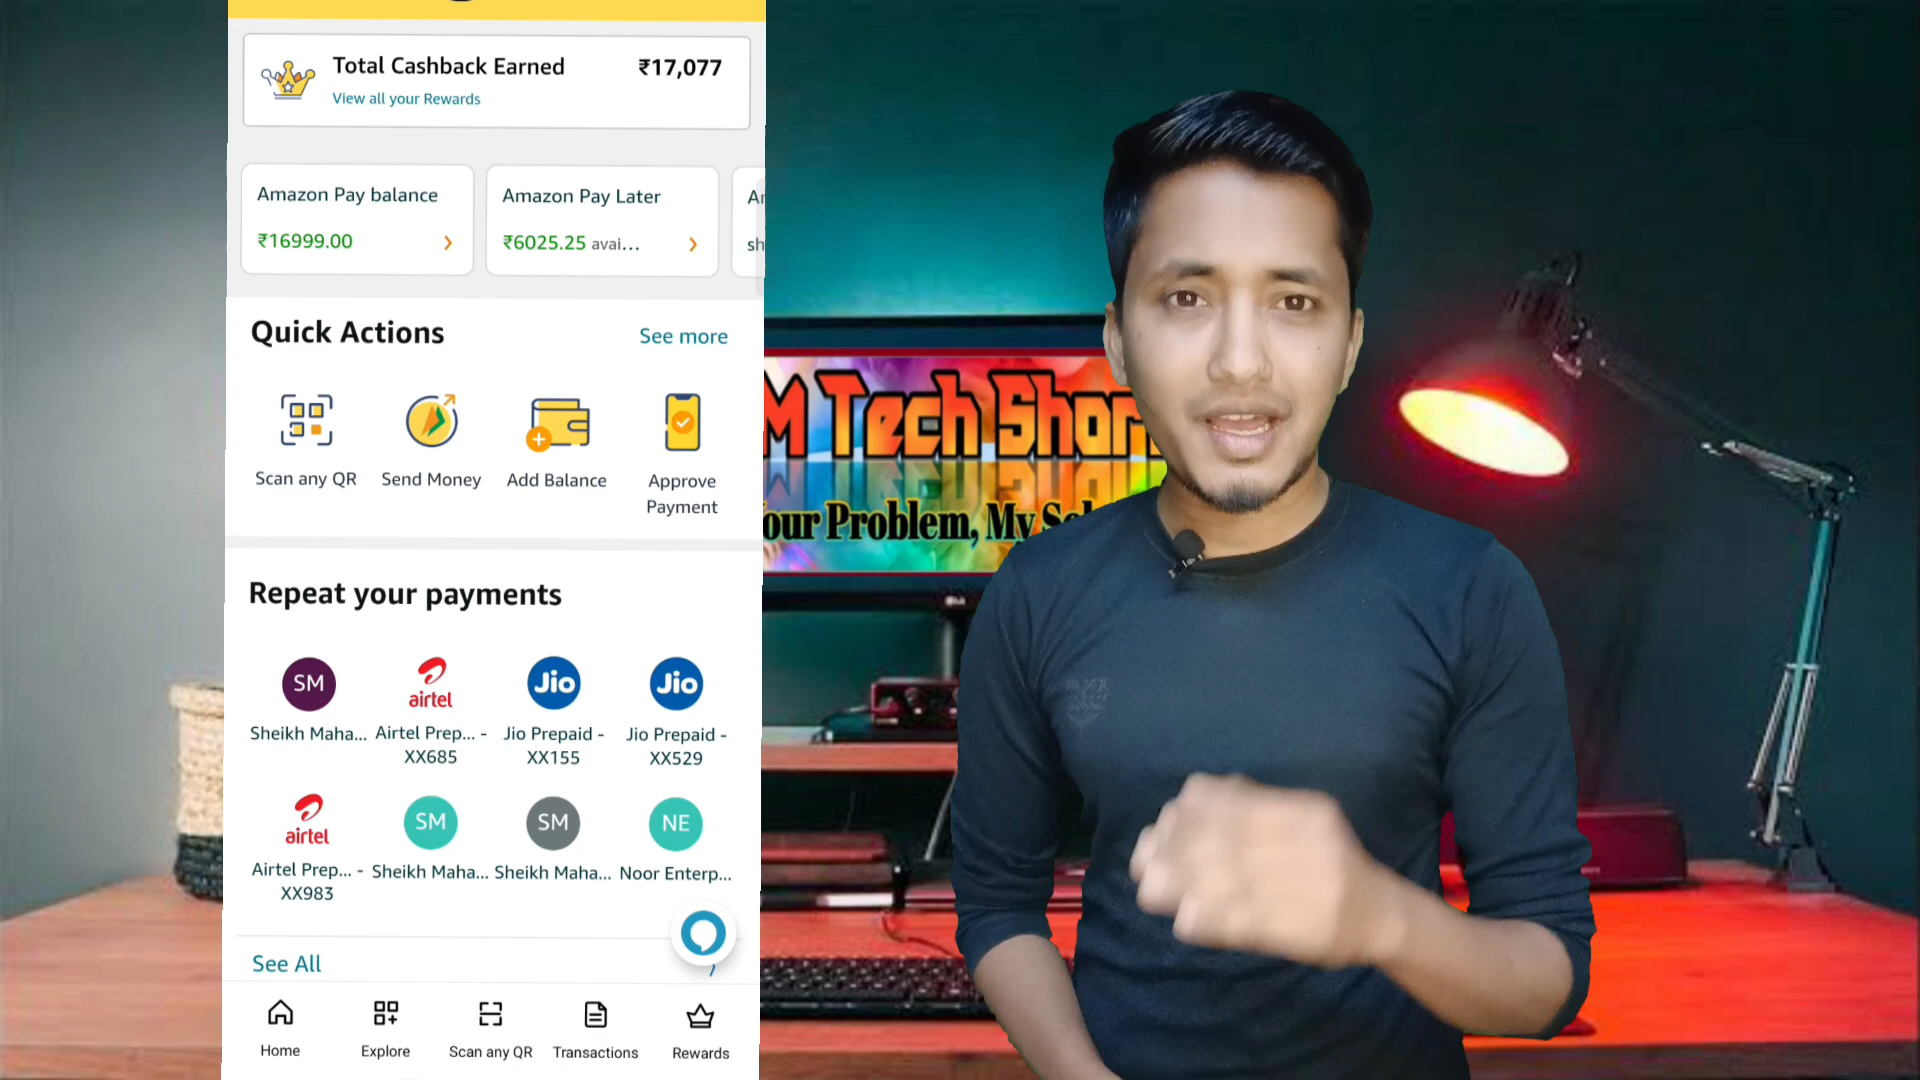 Total Cashback Earned
₹17,077
View all your Rewards
Amazon Pay balance
₹16999.00
Amazon Pay Later
₹6025.25 avai...
Quick Actions
See more
Scan any QR
Send Money
Add Balance
Approve
Payment
Repeat your payments
SM
airtel
Jio
Jio
Sheikh Maha...
Airtel Prep... -
XX685
Jio Prepaid -
XX155
Jio Prepaid -
XX529
airtel
SM
SM
NE
Airtel Prep... -
XX983
Sheikh Maha...
Sheikh Maha...
Noor Enterp...
See All
Home
Explore
Scan any QR
Transactions
Rewards
M Tech Shor
our Problem, My Sol